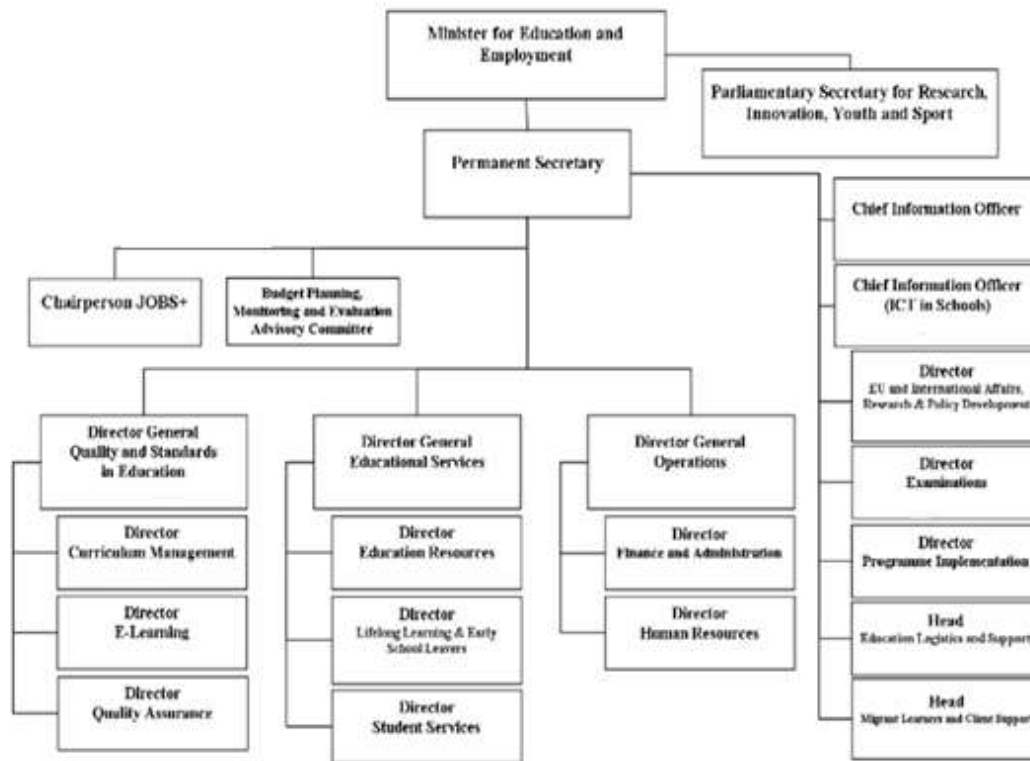 Minister for Education and
Employment
Parliamentary Secretary for Research,
Innovation, Youth and Sport
Permanent Secretary
Chief Information Officer
Chief Information Officer
(ICT in Schools)
Director
EU and International Affairs,
Research & Policy Development
Director
Examinations
Director
Programme Implementation
Head
Education Logistics and Support
Head
Migrant Learners and Client Support
Chairperson JOBS+
Budget Planning,
Monitoring and Evaluation
Advisory Committee
Director General
Quality and Standards
in Education
Director
Curriculum Management
Director
E-Learning
Director
Quality Assurance
Director General
Educational Services
Director
Education Resources
Director
Lifelong Learning & Early
School Leavers
Director
Student Services
Director General
Operations
Director
Finance and Administration
Director
Human Resources